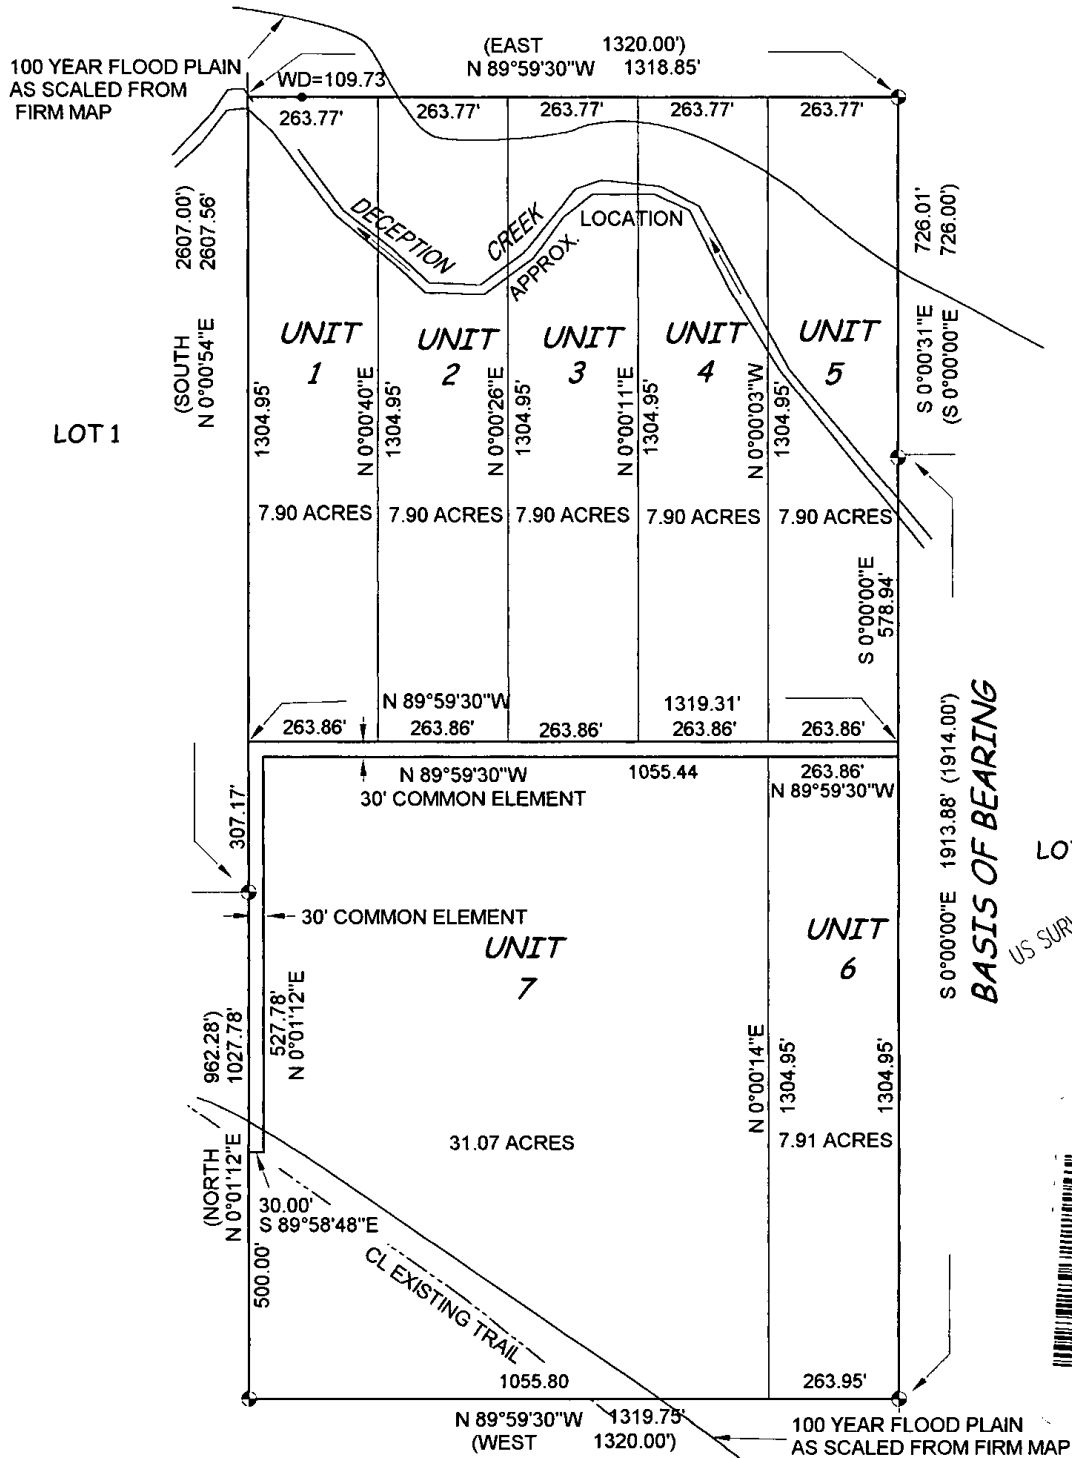 (EAST 1320.00')
N 89°59'30"W 1318.85'
100 YEAR FLOOD PLAIN
AS SCALED FROM
FIRM MAP
WD=109.73
263.77'
263.77'
263.77'
263.77'
263.77'
2607.00')
2607.56'
(SOUTH
N 0°00'54"E
726.01'
726.00')
S 0°00'31"E
(S 0°00'00"E
DECEPTION
CREEK
APPROX.
LOCATION
UNIT
1
UNIT
2
UNIT
3
UNIT
4
UNIT
5
LOT 1
1304.95'
N 0°00'40"E
1304.95'
N 0°00'26"E
1304.95'
N 0°00'11"E
1304.95'
N 0°00'03"W
1304.95'
7.90 ACRES
7.90 ACRES
7.90 ACRES
7.90 ACRES
7.90 ACRES
S 0°00'00"E
578.94'
N 89°59'30"W
1319.31'
263.86'
263.86'
263.86'
263.86'
263.86'
N 89°59'30"W
1055.44
263.86'
N 89°59'30"W
30' COMMON ELEMENT
307.17'
S 0°00'00"E 1913.88' (1914.00')
BASIS OF BEARING
US
30' COMMON ELEMENT
UNIT
7
UNIT
6
962.28')
1027.78'
527.78'
N 0°01'12"E
(NORTH
N 0°01'12"E
N 0°00'14"E
1304.95'
1304.95'
31.07 ACRES
7.91 ACRES
30.00'
S 89°58'48"E
500.00'
CL EXISTING TRAIL
1055.80
263.95'
N 89°59'30"W 1319.75'
(WEST 1320.00')
100 YEAR FLOOD PLAIN
AS SCALED FROM FIRM MAP